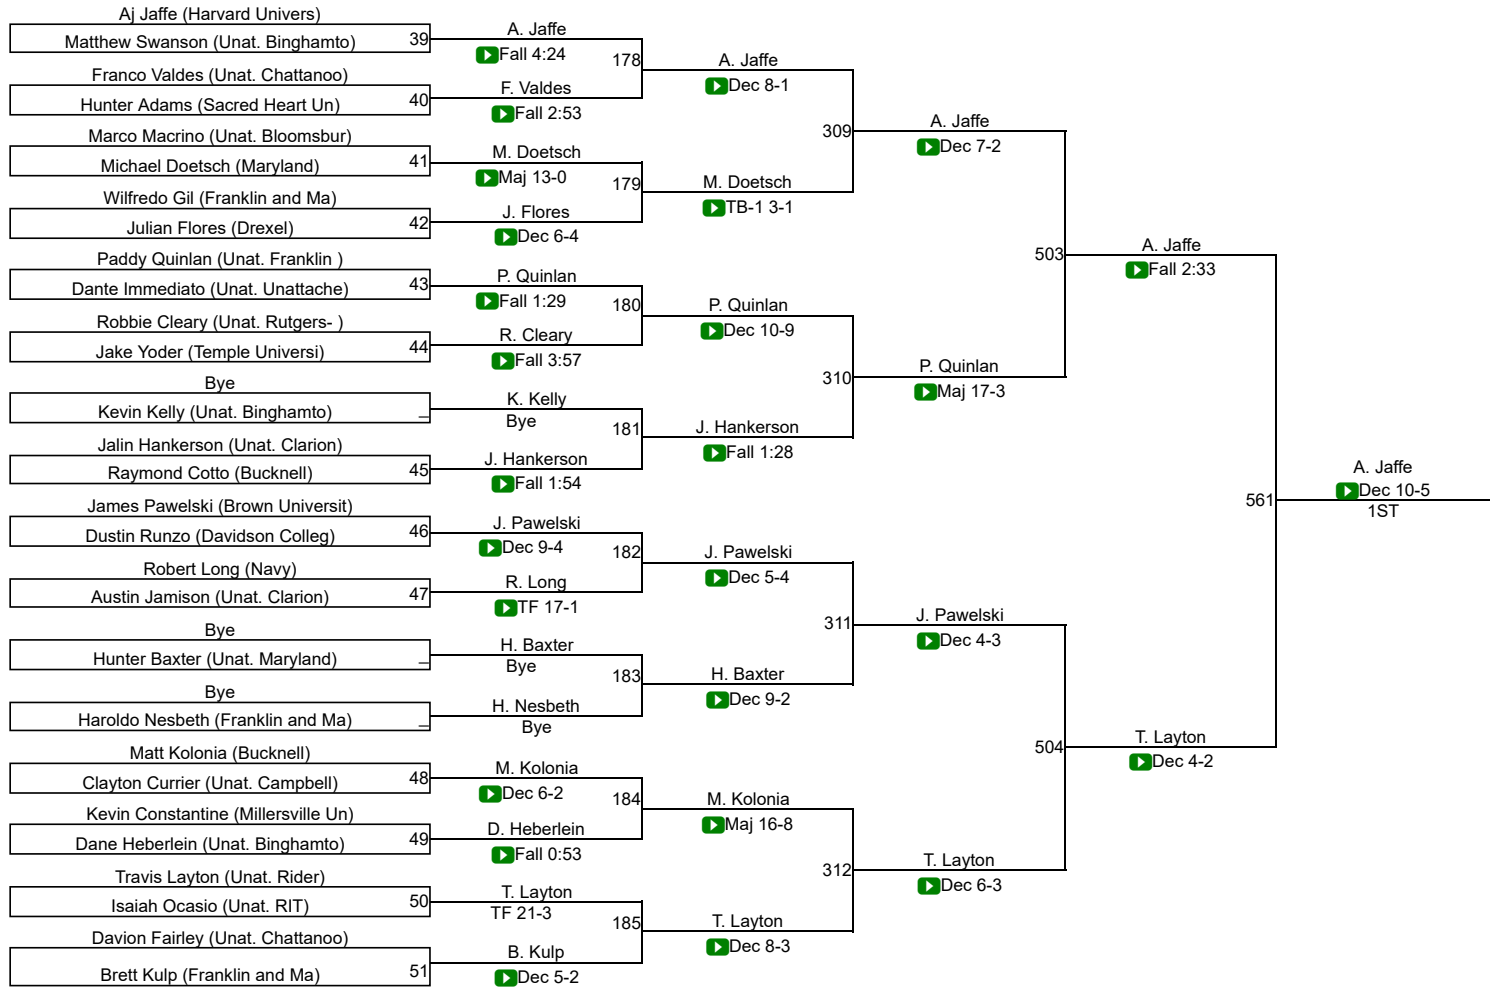 Aj Jaffe (Harvard Univers)
Matthew Swanson (Unat. Binghamto) 39
Franco Valdes (Unat. Chattanoo)
Hunter Adams (Sacred Heart Un) 40
Marco Macrino (Unat. Bloomsbur)
Michael Doetsch (Maryland) 41
Wilfredo Gil (Franklin and Ma)
Julian Flores (Drexel) 42
Paddy Quinlan (Unat. Franklin )
Dante Immediato (Unat. Unattache) 43
Robbie Cleary (Unat. Rutgers- )
Jake Yoder (Temple Universi) 44
Bye
Kevin Kelly (Unat. Binghamto) _
Jalin Hankerson (Unat. Clarion)
Raymond Cotto (Bucknell) 45
James Pawelski (Brown Universit)
Dustin Runzo (Davidson Colleg) 46
Robert Long (Navy)
Austin Jamison (Unat. Clarion) 47
Bye
Hunter Baxter (Unat. Maryland) _
Bye
Haroldo Nesbeth (Franklin and Ma) _
Matt Kolonia (Bucknell)
Clayton Currier (Unat. Campbell) 48
Kevin Constantine (Millersville Un)
Dane Heberlein (Unat. Binghamto) 49
Travis Layton (Unat. Rider)
Isaiah Ocasio (Unat. RIT) 50
Davion Fairley (Unat. Chattanoo)
Brett Kulp (Franklin and Ma) 51
A. Jaffe
Fall 4:24
178
F. Valdes
Fall 2:53
M. Doetsch
Maj 13-0
179
J. Flores
Dec 6-4
P. Quinlan
Fall 1:29
180
R. Cleary
Fall 3:57
K. Kelly
Bye
181
J. Hankerson
Fall 1:54
J. Pawelski
Dec 9-4
182
R. Long
TF 17-1
H. Baxter
Bye
183
H. Nesbeth
Bye
M. Kolonia
Dec 6-2
184
D. Heberlein
Fall 0:53
T. Layton
TF 21-3
185
B. Kulp
Dec 5-2
A. Jaffe
Dec 8-1
309
M. Doetsch
TB-1 3-1
P. Quinlan
Dec 10-9
310
J. Hankerson
Fall 1:28
J. Pawelski
Dec 5-4
311
H. Baxter
Dec 9-2
M. Kolonia
Maj 16-8
312
T. Layton
Dec 8-3
A. Jaffe
Dec 7-2
503
P. Quinlan
Maj 17-3
J. Pawelski
Dec 4-3
504
T. Layton
Dec 6-3
A. Jaffe
Fall 2:33
561
T. Layton
Dec 4-2
A. Jaffe
Dec 10-5
1ST